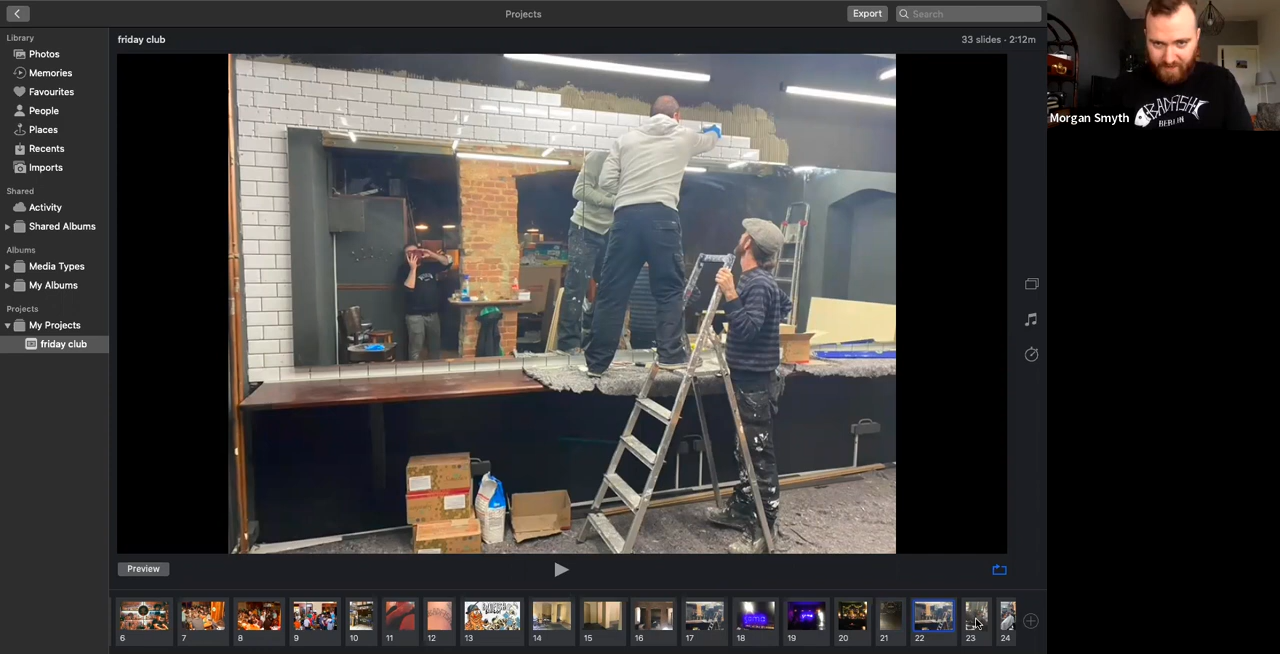 Projects
Export
Search
Library
Photos
Memories
Favourites
People
Places
Recents
Imports
Shared
Activity
Shared Albums
Albums
Media Types
My Albums
Projects
My Projects
friday club
friday club
33 slides · 2:12m
Preview
6
7
8
9
10
11
12
13
14
15
16
17
18
19
20
21
22
23
24
Morgan Smyth
BADFISH
BERLIN